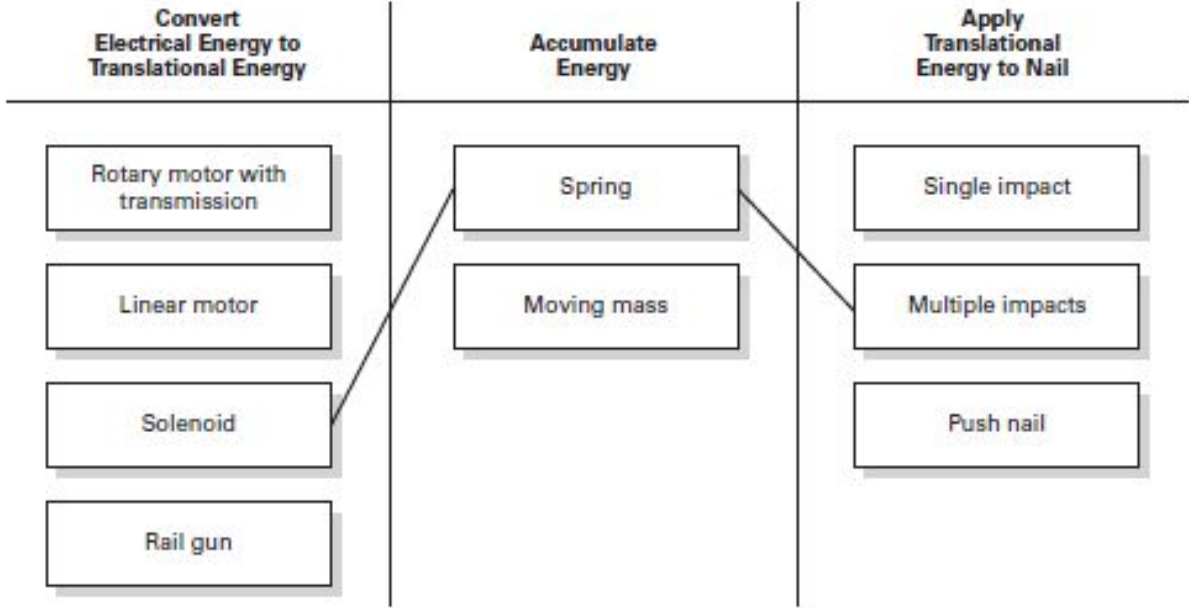 Convert
Electrical Energy to
Translational Energy
Accumulate
Energy
Apply
Translational
Energy to Nail
Rotary motor with
transmission
Linear motor
Solenoid
Rail gun
Spring
Moving mass
Single impact
Multiple impacts
Push nail